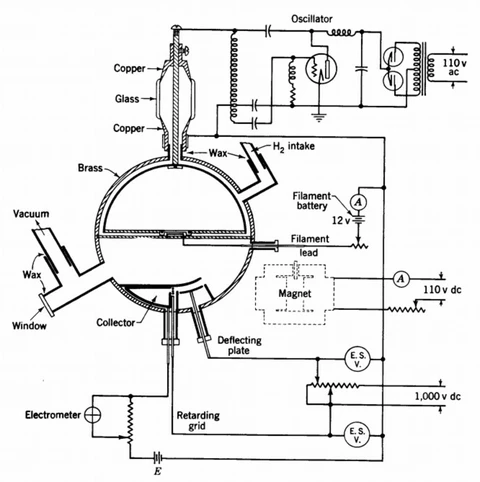 Oscillator
Copper
110 v
ac
Glass
Copper
Wax
H2 intake
Brass
Filament
battery
A
12 v
Vacuum
Filament
lead
A
Wax
Magnet
110 v dc
Window
Collector
Deflecting
plate
E. S.
V.
1,000 v dc
Electrometer
Retarding
grid
E. S.
V.
E